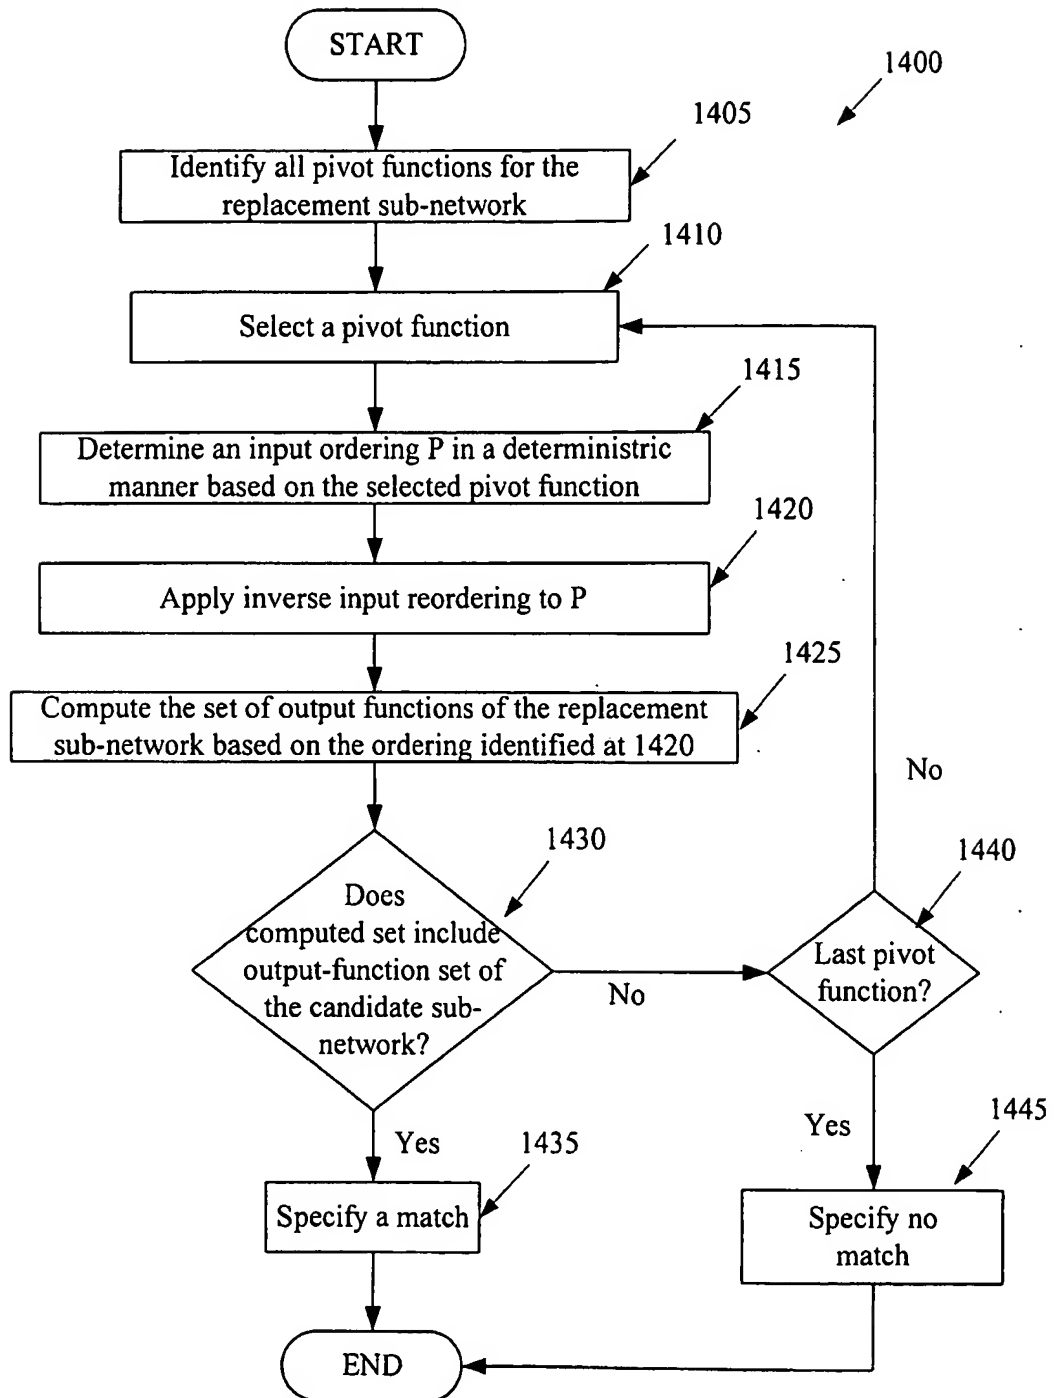 START
1400
1405
Identify all pivot functions for the
replacement sub-network
1410
Select a pivot function
1415
Determine an input ordering P in a deterministric
manner based on the selected pivot function
1420
Apply inverse input reordering to P
1425
Compute the set of output functions of the replacement
sub-network based on the ordering identified at 1420
No
1430
Does
computed set include
output-function set of
the candidate sub-
network?
No
1440
Last pivot
function?
Yes
1435
Specify a match
Yes
1445
Specify no
match
END